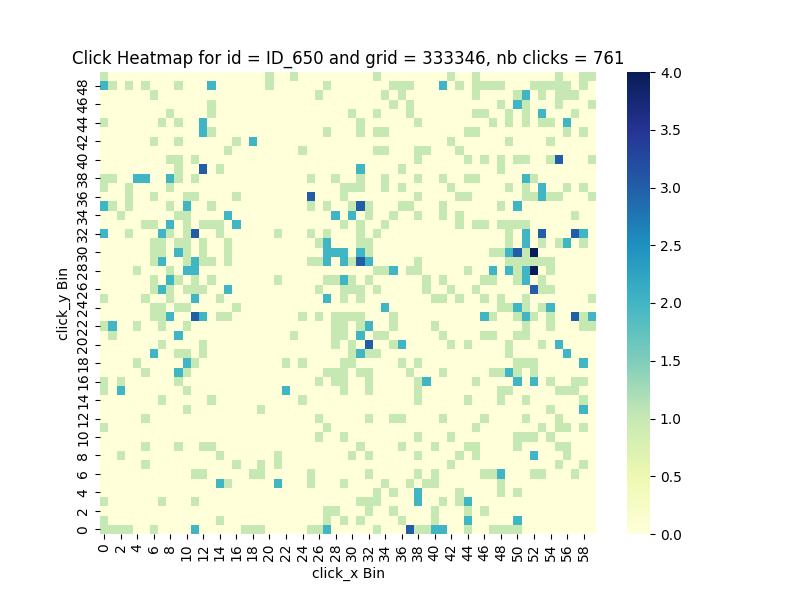 Click Heatmap for id = ID_650 and grid = 333346, nb clicks = 761
click_y Bin
0 2 4 6 8 10 12 14 16 18 20 22 24 26 28 30 32 34 36 38 40 42 44 46 48
0 2 4 6 8 10 12 14 16 18 20 22 24 26 28 30 32 34 36 38 40 42 44 46 48 50 52 54 56 58
click_x Bin
4.0
3.5
3.0
2.5
2.0
1.5
1.0
0.5
0.0